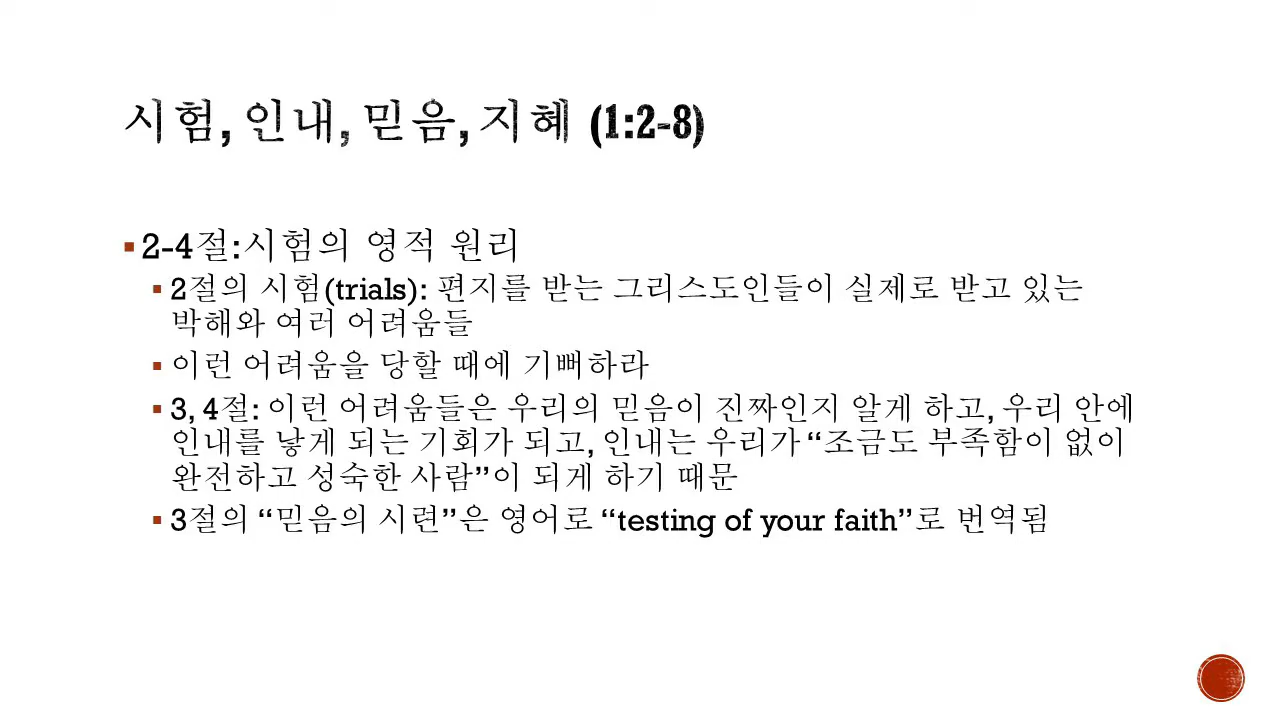 시험, 인내, 믿음, 지혜 (1:2-8)
2-4절:시험의 영적 원리
2절의 시험(trials): 편지를 받는 그리스도인들이 실제로 받고 있는
박해와 여러 어려움들
이런 어려움을 당할 때에 기뻐하라
3, 4절: 이런 어려움들은 우리의 믿음이 진짜인지 알게 하고, 우리 안에
인내를 낳게 되는 기회가 되고, 인내는 우리가 “조금도 부족함이 없이
완전하고 성숙한 사람”이 되게 하기 때문
3절의 “믿음의 시련”은 영어로 “testing of your faith”로 번역됨